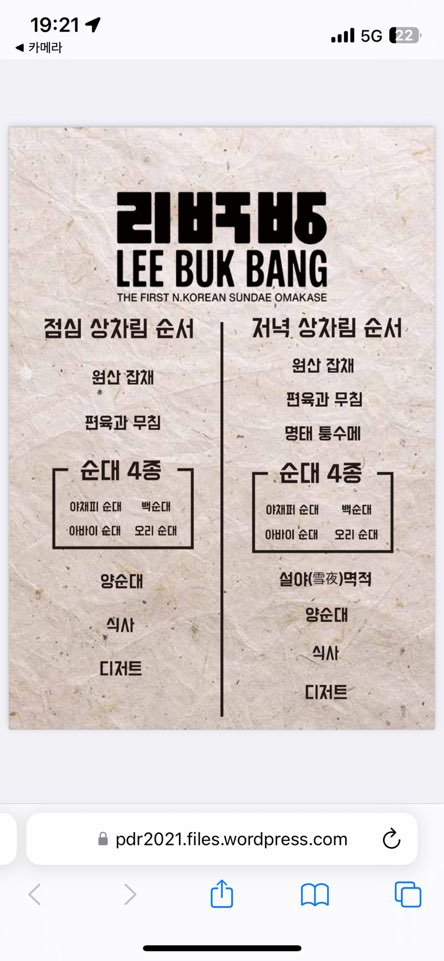 19:21
5G 22
◀ 카메라
리북방
LEE BUK BANG
THE FIRST N.KOREAN SUNDAE OMAKASE
점심 상차림 순서
원산 잡채
편육과 무침
순대 4종
야채피 순대 백순대
아바이 순대 오리 순대
양순대
식사
디저트
저녁 상차림 순서
원산 잡채
편육과 무침
명태 통수메
순대 4종
야채피 순대 백순대
아바이 순대 오리 순대
설야(雪夜)멱적
양순대
식사
디저트
pdr2021.files.wordpress.com